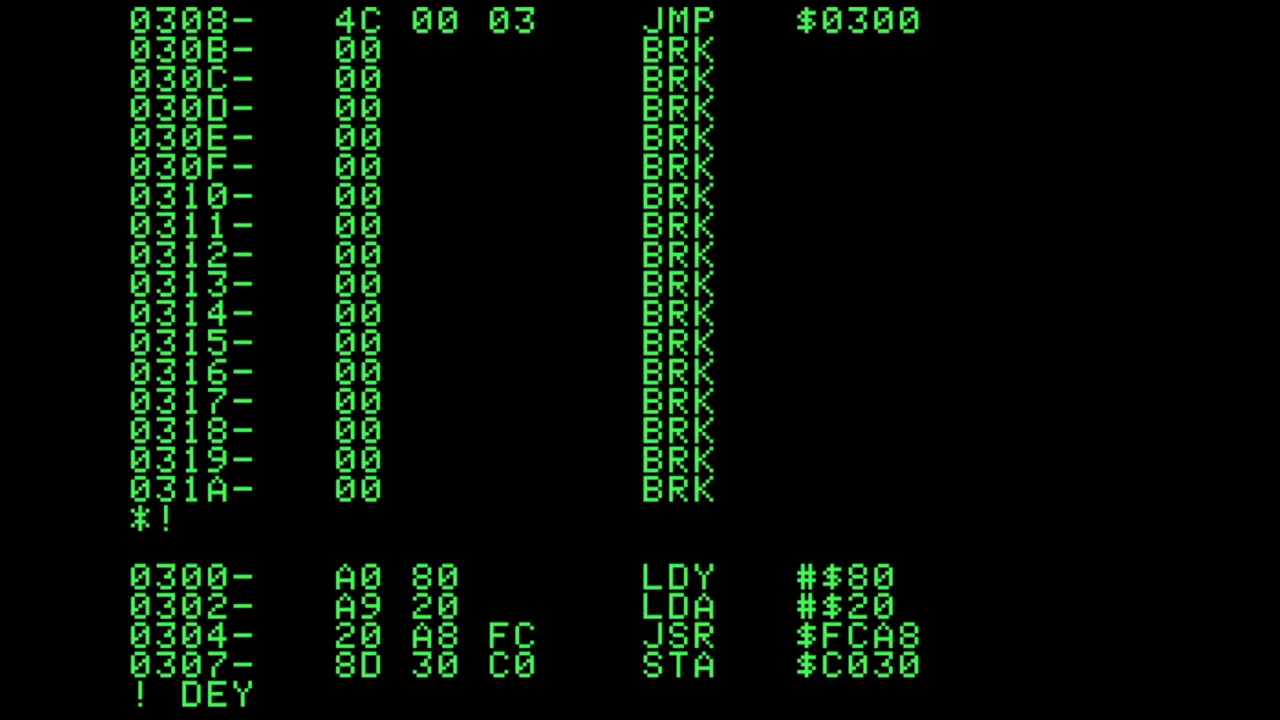 0308-   4C 00 03    JMP   $0300
030B-   00          BRK
030C-   00          BRK
030D-   00          BRK
030E-   00          BRK
030F-   00          BRK
0310-   00          BRK
0311-   00          BRK
0312-   00          BRK
0313-   00          BRK
0314-   00          BRK
0315-   00          BRK
0316-   00          BRK
0317-   00          BRK
0318-   00          BRK
0319-   00          BRK
031A-   00          BRK
*!
0300-   A0 80       LDY   #$80
0302-   A9 20       LDA   #$20
0304-   20 A8 FC    JSR   $FCA8
0307-   8D 30 C0    STA   $C030
! DEY